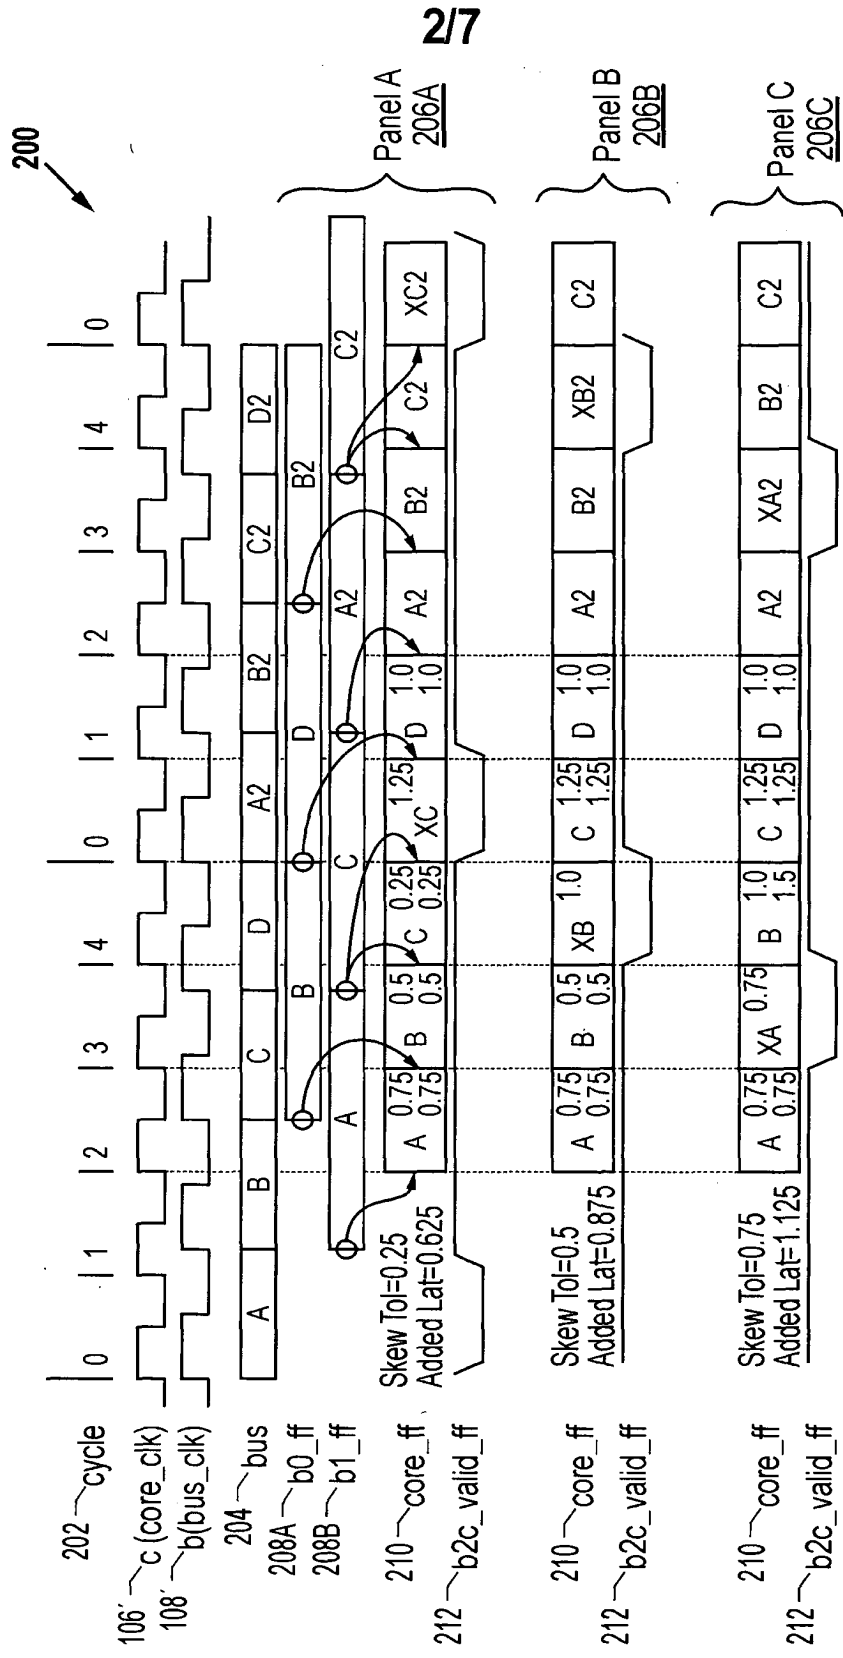 2/7
200
202 cycle 0 1 2 3 4 0 1 2 3 4 0
106´ c (core_clk)
108´ b(bus_clk)
204 bus A B C D A2 B2 C2 D2
208A b0_ff B D B2
208B b1_ff A C A2 C2
Panel A
206A
Skew Tol=0.25
Added Lat=0.625
210 core_ff A 0.75 0.75 B 0.5 0.5 C 0.25 0.25 XC 1.25 D 1.0 1.0 A2 B2 C2 XC2
212 b2c_valid_ff
Panel B
206B
Skew Tol=0.5
Added Lat=0.875
210 core_ff A 0.75 0.75 B 0.5 0.5 XB 1.0 C 1.25 1.25 D 1.0 1.0 A2 B2 XB2 C2
212 b2c_valid_ff
Panel C
206C
Skew Tol=0.75
Added Lat=1.125
210 core_ff A 0.75 0.75 XA 0.75 B 1.0 1.5 C 1.25 1.25 D 1.0 1.0 A2 XA2 B2 C2
212 b2c_valid_ff